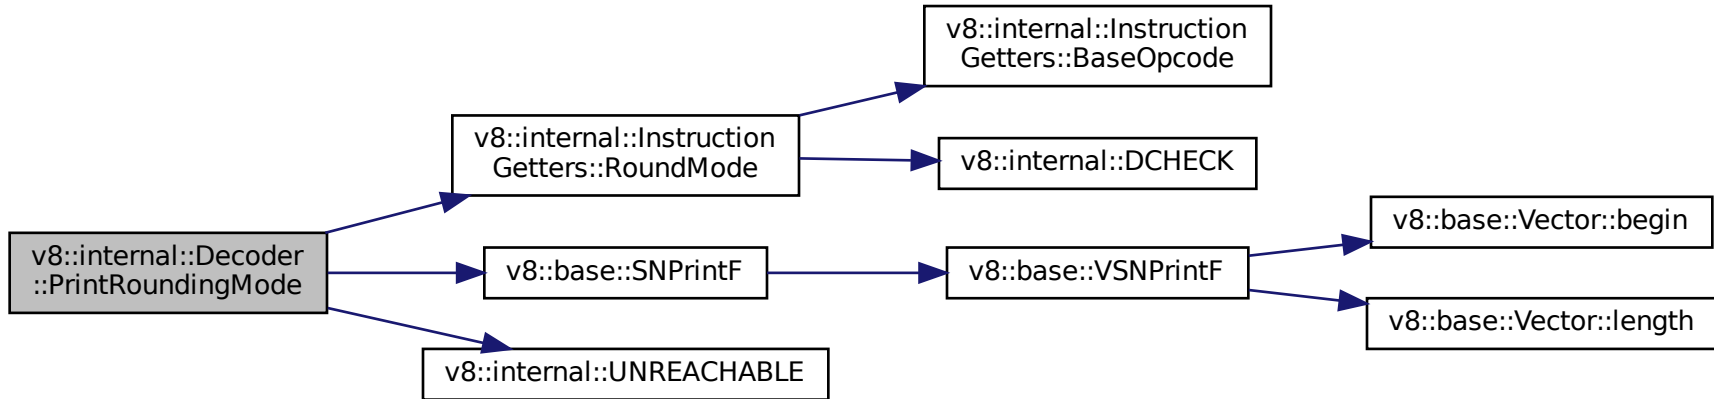 v8::internal::Decoder
::PrintRoundingMode
v8::internal::Instruction
Getters::RoundMode
v8::internal::Instruction
Getters::BaseOpcode
v8::internal::DCHECK
v8::base::SNPrintF
v8::base::VSNPrintF
v8::base::Vector::begin
v8::base::Vector::length
v8::internal::UNREACHABLE